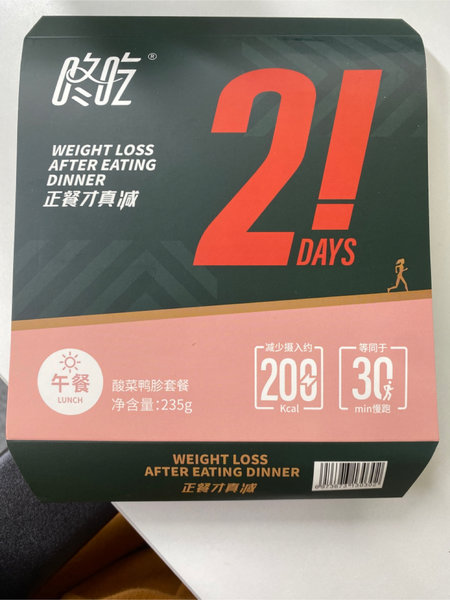 咚吃®
2!
DAYS
WEIGHT LOSS
AFTER EATING
DINNER
正餐才真减
午餐
LUNCH
酸菜鸭胗套餐
净含量:235g
减少摄入约
200
Kcal
等同于
30
min慢跑
WEIGHT LOSS
AFTER EATING DINNER
正餐才真减